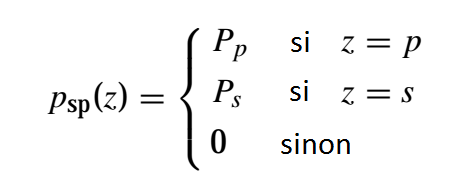 P_p si z = p
p_sp(z) = { P_s si z = s
0 sinon